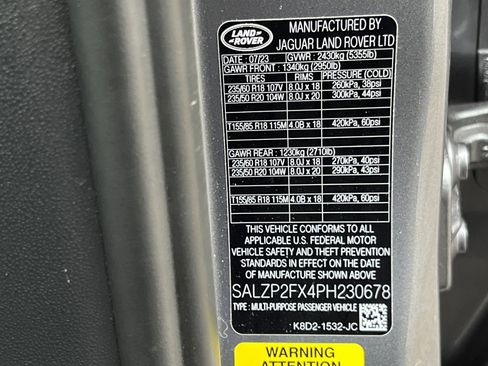 LAND ROVER
MANUFACTURED BY
JAGUAR LAND ROVER LTD
DATE : 07/23 GVWR : 2430kg (5355lb)
GAWR FRONT : 1340kg (2950lb)
TIRES RIMS PRESSURE (COLD)
235/60 R18 107V 8.0J x 18 260kPa, 38psi
235/50 R20 104W 8.0J x 20 300kPa, 44psi
T155/85 R18 115M 4.0B x 18 420kPa, 60psi
GAWR REAR : 1230kg (2710lb)
235/60 R18 107V 8.0J x 18 270kPa, 40psi
235/50 R20 104W 8.0J x 20 290kPa, 43psi
T155/85 R18 115M 4.0B x 18 420kPa, 60psi
THIS VEHICLE CONFORMS TO ALL
APPLICABLE U.S. FEDERAL MOTOR
VEHICLE SAFETY AND THEFT PREVENTION
STANDARDS IN EFFECT ON THE DATE OF
MANUFACTURE SHOWN ABOVE
SALZP2FX4PH230678
TYPE : MULTI-PURPOSE PASSENGER VEHICLE
K8D2-1532-JC
WARNING
ATTENTION